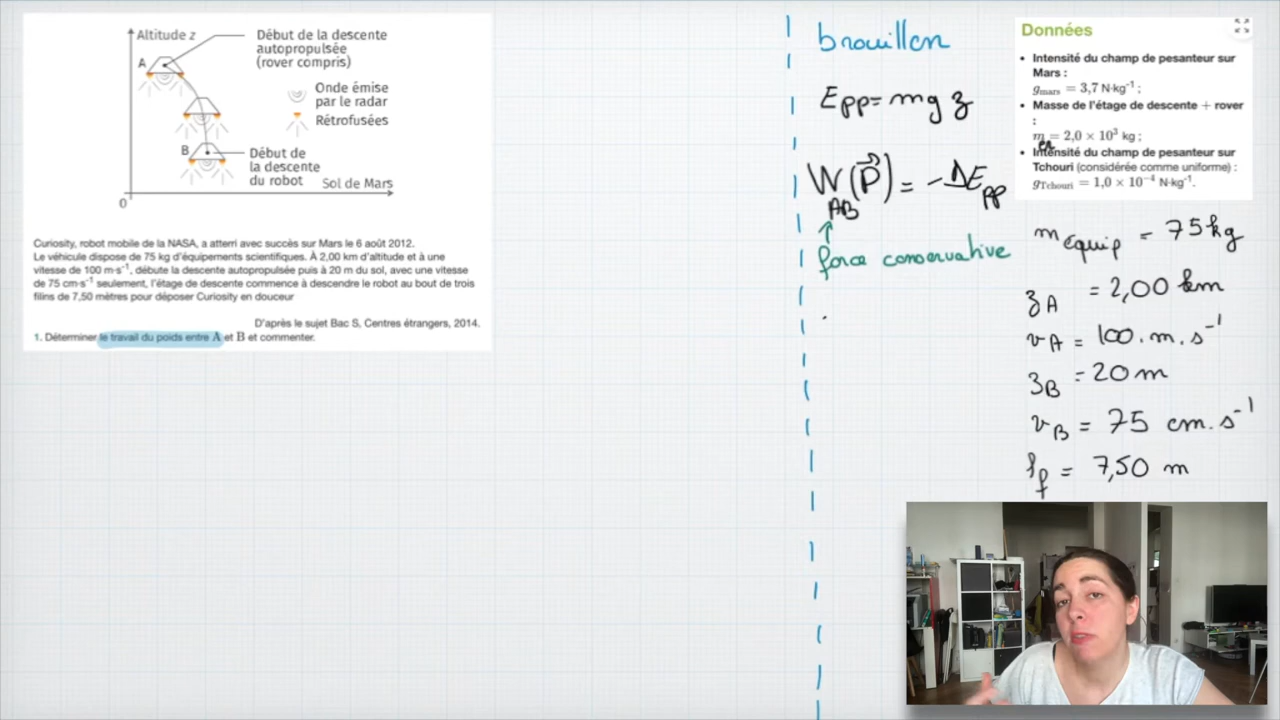 Altitude z
Début de la descente
autopropulsée
(rover compris)
A
Onde émise
par le radar
Rétrofusées
B
Début de
la descente
du robot
Sol de Mars
0
Curiosity, robot mobile de la NASA, a atterri avec succès sur Mars le 6 août 2012.
Le véhicule dispose de 75 kg d'équipements scientifiques. À 2,00 km d'altitude et à une
vitesse de 100 m·s⁻¹, débute la descente autopropulsée puis à 20 m du sol, avec une vitesse
de 75 cm·s⁻¹ seulement, l'étage de descente commence à descendre le robot au bout de trois
filins de 7,50 mètres pour déposer Curiosity en douceur
D'après le sujet Bac S, Centres étrangers, 2014.
1. Déterminer le travail du poids entre A et B et commenter.
brouillon
Epp = mgz
W AB (P⃗) = -ΔEpp
force conservative
Données
• Intensité du champ de pesanteur sur
Mars :
gmars = 3,7 N·kg⁻¹ ;
• Masse de l'étage de descente + rover
:
m er = 2,0 × 10³ kg ;
• Intensité du champ de pesanteur sur
Tchouri (considérée comme uniforme) :
gTchouri = 1,0 × 10⁻⁴ N·kg⁻¹.
m equip = 75 kg
zA = 2,00 km
vA = 100. m. s⁻¹
zB = 20 m
vB = 75 cm. s⁻¹
lf = 7,50 m